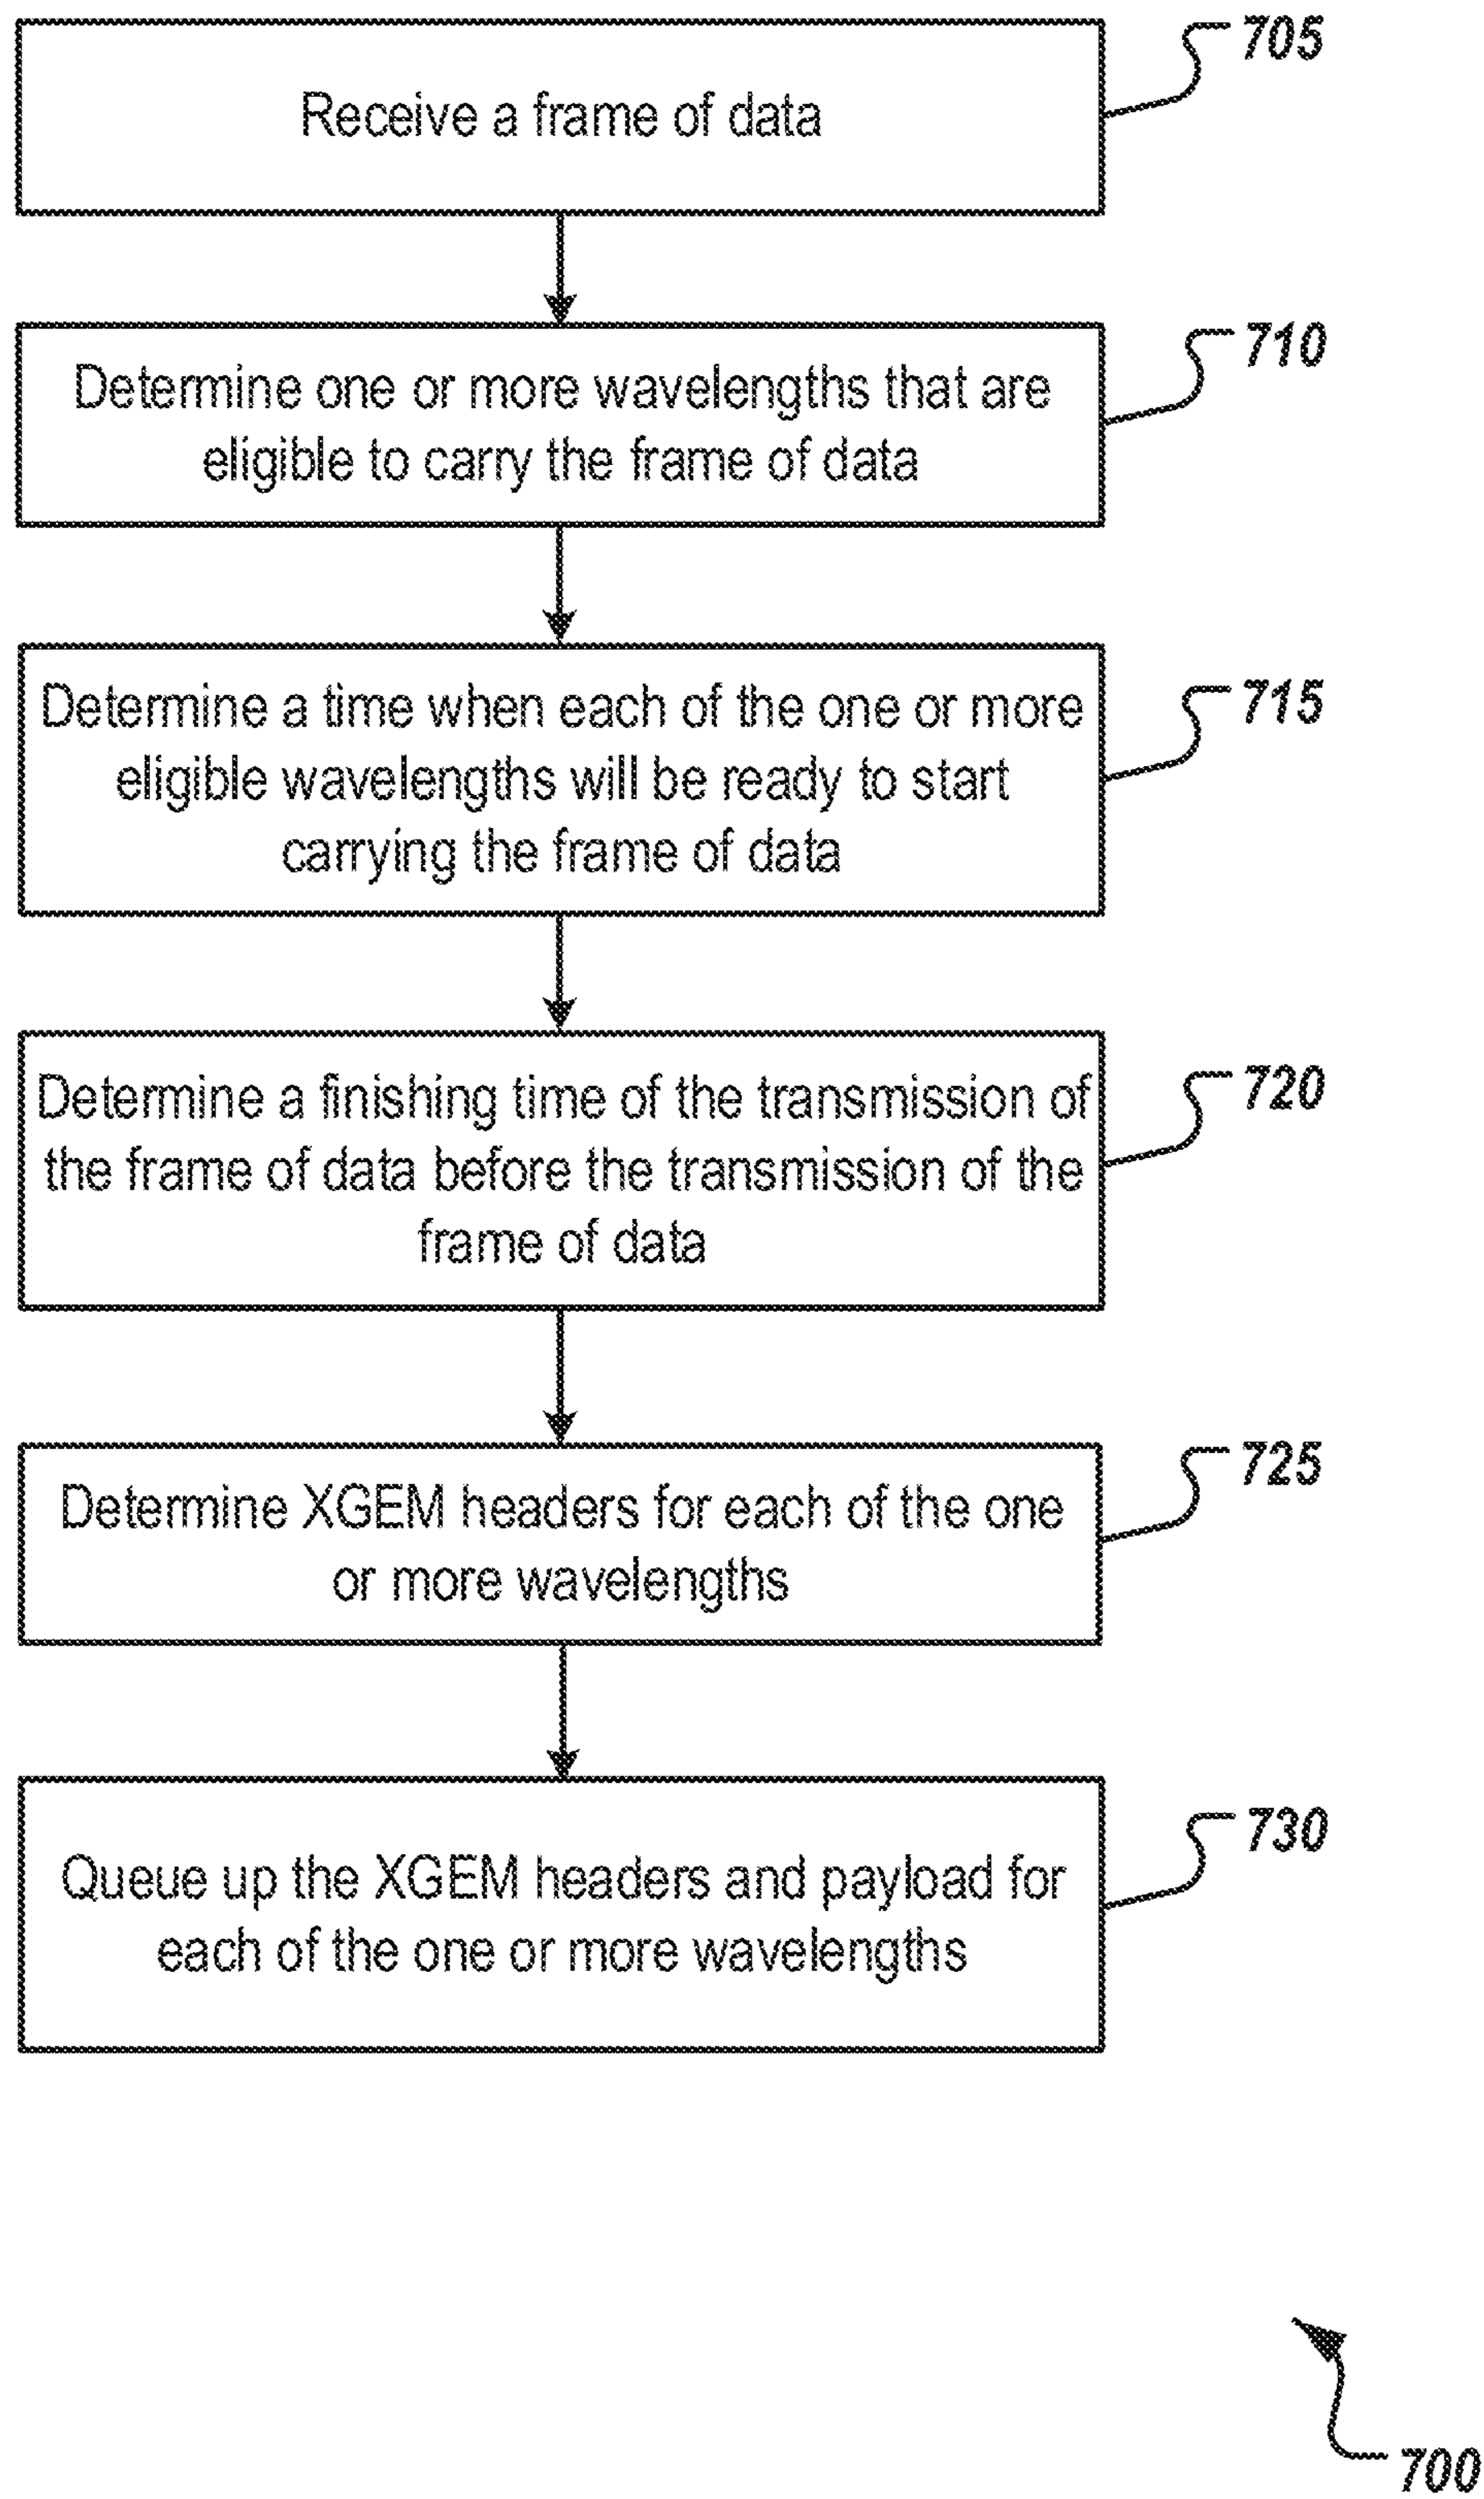 Receive a frame of data
705
Determine one or more wavelengths that are
eligible to carry the frame of data
710
Determine a time when each of the one or more
eligible wavelengths will be ready to start
carrying the frame of data
715
Determine a finishing time of the transmission of
the frame of data before the transmission of the
frame of data
720
Determine XGEM headers for each of the one
or more wavelengths
725
Queue up the XGEM headers and payload for
each of the one or more wavelengths
730
700